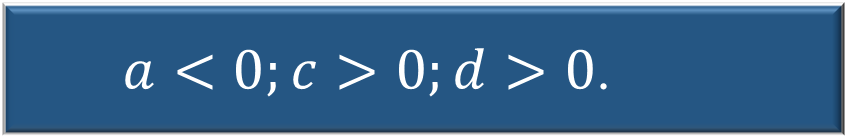 a < 0; c > 0; d > 0.